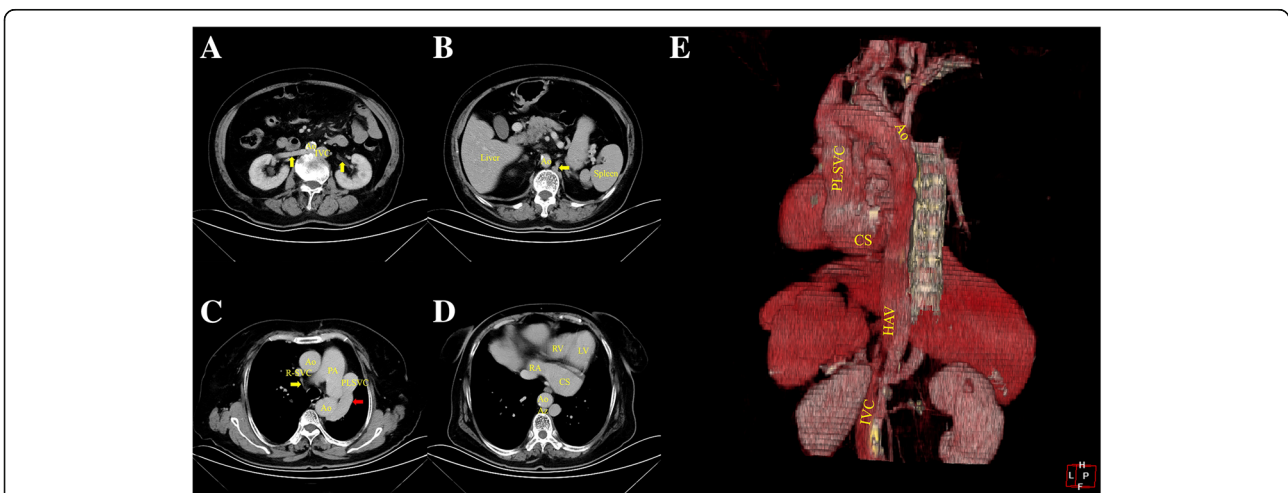 A
Ao
IVC
B
Liver
Ao
Spleen
C
Ao
R-SVC
PA
PLSVC
Ao
D
RV
LV
RA
CS
Ao
Az
E
Ao
PLSVC
CS
HAV
IVC
H
L P
F